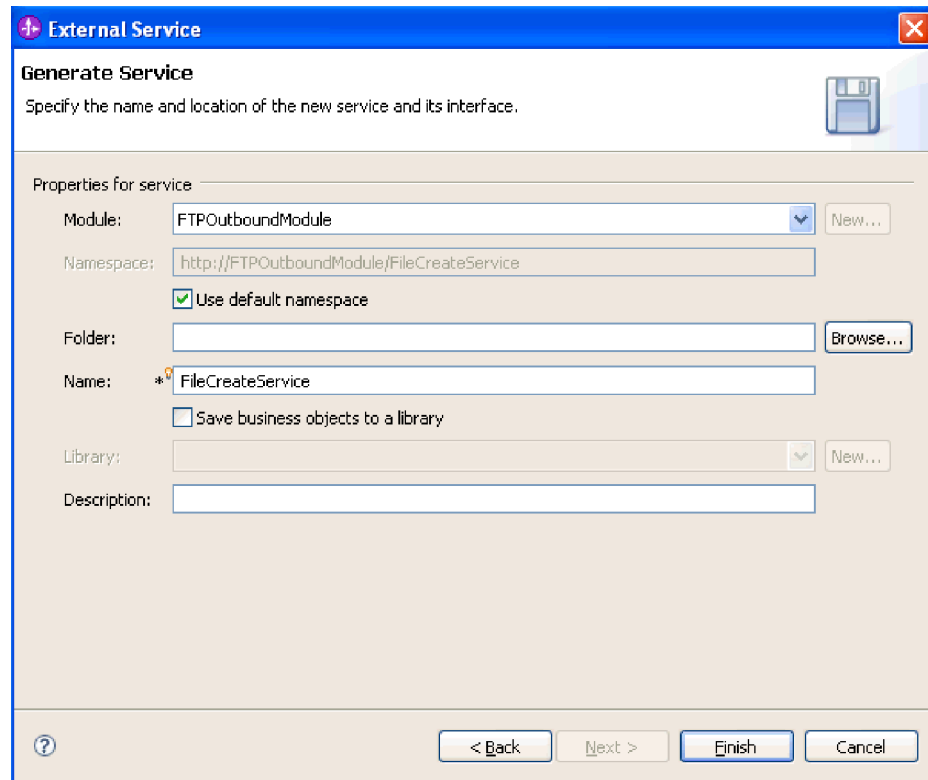 External Service
Generate Service
Specify the name and location of the new service and its interface.
Properties for service
Module: FTPOutboundModule New...
Namespace: http://FTPOutboundModule/FileCreateService
Use default namespace
Folder: Browse...
Name: * FileCreateService
Save business objects to a library
Library: New...
Description:
? < Back Next > Finish Cancel